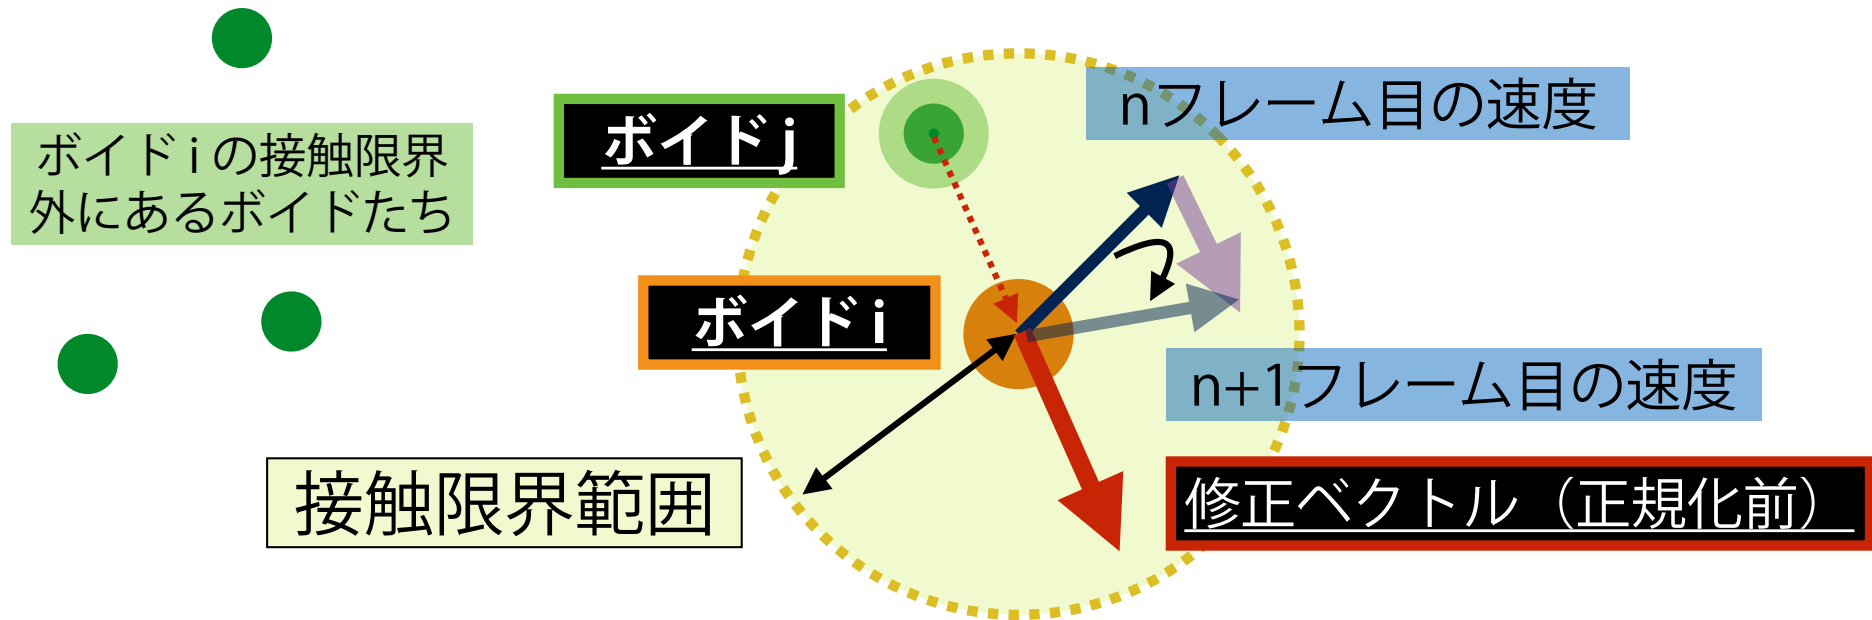 ボイド i の接触限界
外にあるボイドたち
ボイド j
nフレーム目の速度
ボイド i
n+1フレーム目の速度
接触限界範囲
修正ベクトル（正規化前）